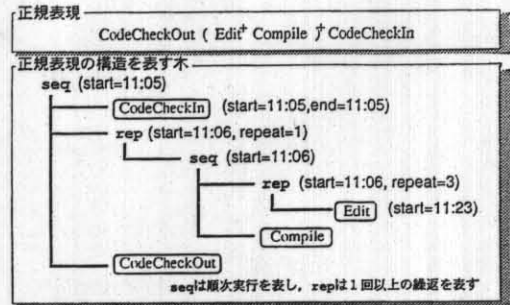 正規表現
CodeCheckOut ( Edit+ Compile )+ CodeCheckIn
正規表現の構造を表す木
seq (start=11:05)
CodeCheckIn (start=11:05,end=11:05)
rep (start=11:06, repeat=1)
seq (start=11:06)
rep (start=11:06, repeat=3)
Edit (start=11:23)
Compile
CodeCheckOut
seqは順次実行を表し，repは１回以上の繰返を表す